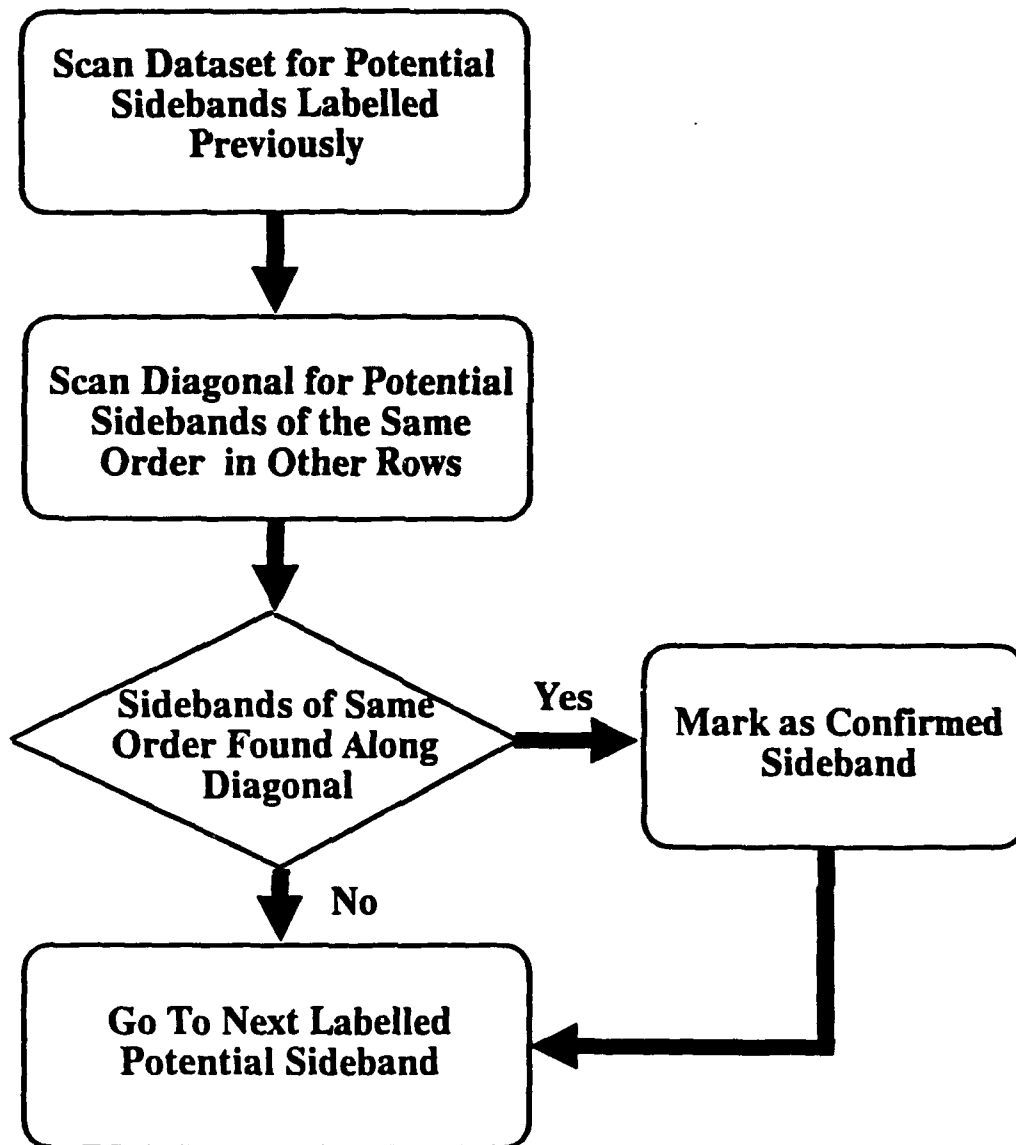 Scan Dataset for Potential
Sidebands Labelled
Previously
Scan Diagonal for Potential
Sidebands of the Same
Order in Other Rows
Sidebands of Same
Order Found Along
Diagonal
Yes
Mark as Confirmed
Sideband
No
Go To Next Labelled
Potential Sideband